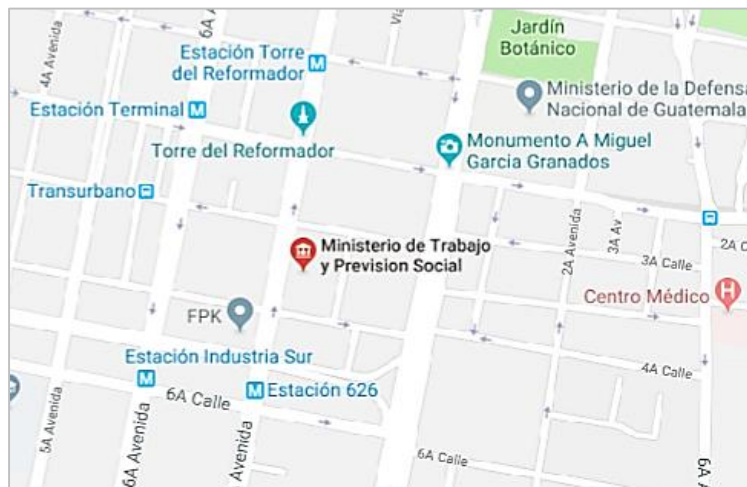 6A A
Via
4A Avenida
Jardín
Botánico
Estación Torre
del Reformador
M
Ministerio de la Defensa
Nacional de Guatemala
Estación Terminal
M
Torre del Reformador
Monumento A Miguel
Garcia Granados
Transurbano
Ministerio de Trabajo
y Prevision Social
2A Avenida
3A Av
3A Calle
2A C
Centro Médico
H
FPK
Estación Industria Sur
M
M
Estación 626
4A Calle
6A Calle
5A Avenida
6A Avenida
Avenida
6A Calle
6A